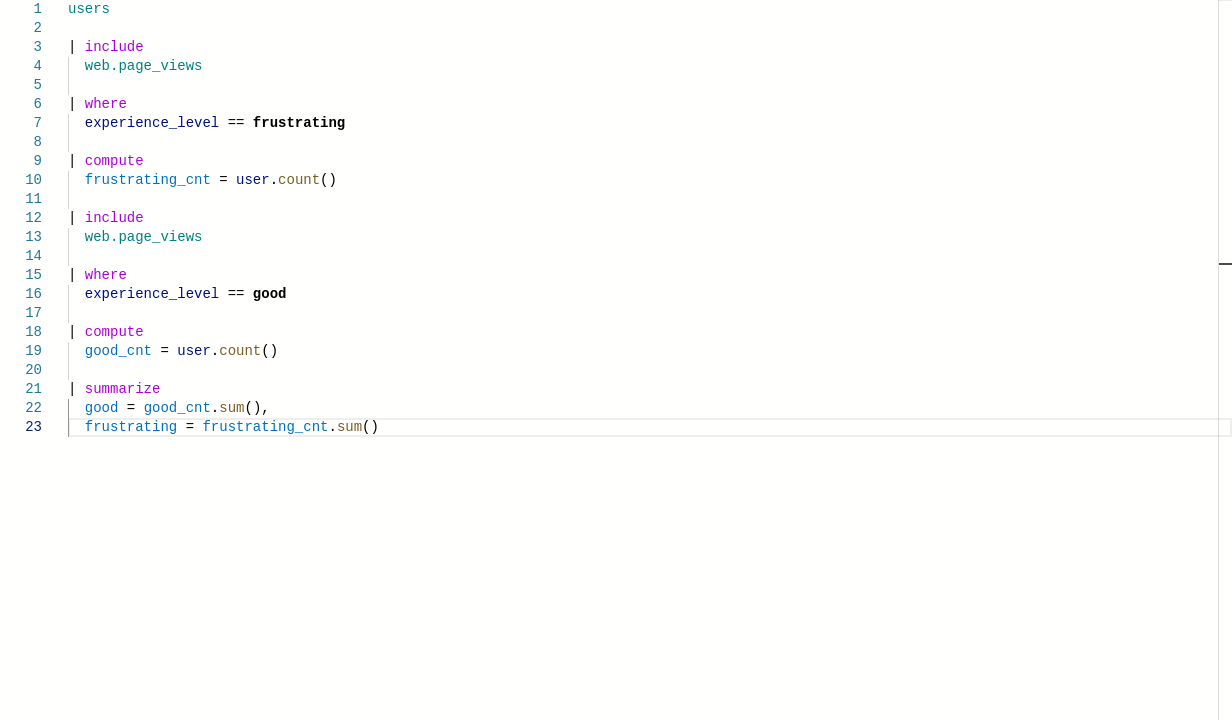 1 users
2
3 | include
4 web.page_views
5
6 | where
7 experience_level == frustrating
8
9 | compute
10 frustrating_cnt = user.count()
11
12 | include
13 web.page_views
14
15 | where
16 experience_level == good
17
18 | compute
19 good_cnt = user.count()
20
21 | summarize
22 good = good_cnt.sum(),
23 frustrating = frustrating_cnt.sum()